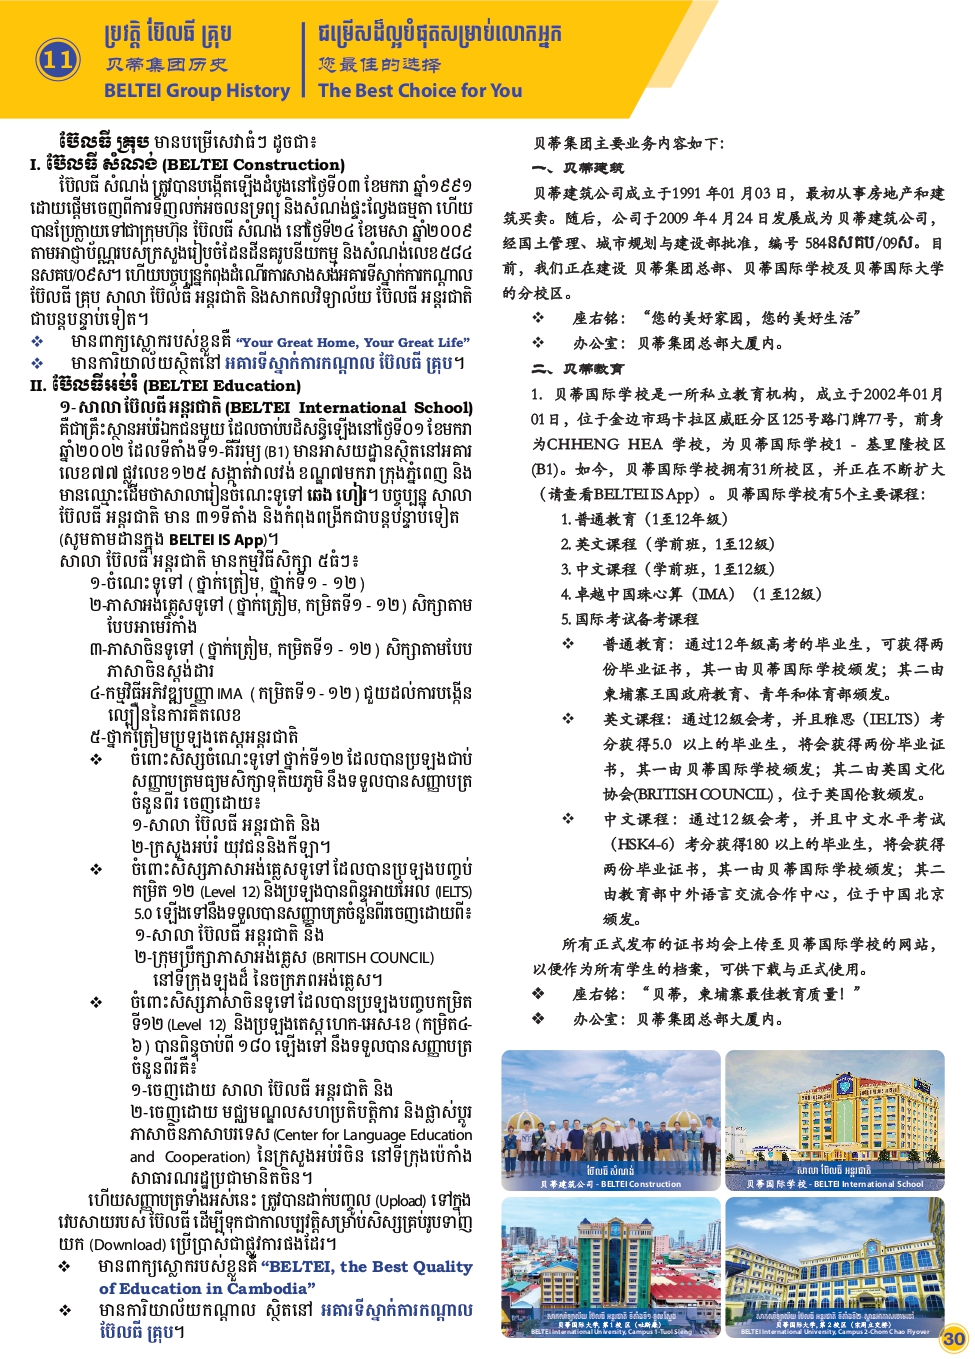 11
ប្រវត្តិ ប៊ែលធី គ្រុប
贝蒂集团历史
BELTEI Group History
ជម្រើសដ៏ល្អបំផុតសម្រាប់លោកអ្នក
您最佳的选择
The Best Choice for You
ប៊ែលធី គ្រុប មានបម្រើសេវាធំៗ ដូចជា៖
I. ប៊ែលធី សំណង់ (BELTEI Construction)
ប៊ែលធី សំណង់ ត្រូវបានបង្កើតឡើងដំបូងនៅថ្ងៃទី០៣ ខែមករា ឆ្នាំ១៩៩១
ដោយផ្តើមចេញពីការទិញលក់អចលនទ្រព្យ និងសំណង់ផ្ទះល្វែងធម្មតា ហើយ
បានប្រែក្លាយទៅជាក្រុមហ៊ុន ប៊ែលធី សំណង់ នៅថ្ងៃទី២៤ ខែមេសា ឆ្នាំ២០០៩
តាមអាជ្ញាប័ណ្ណរបស់ក្រសួងរៀបចំដែនដីនគរូបនីយកម្ម និងសំណង់លេខ៥៨៤
នសគប/០៩ស។ ហើយបច្ចុប្បន្នកំពុងដំណើរការសាងសង់អគារទីស្នាក់ការកណ្តាល
ប៊ែលធី គ្រុប សាលា ប៊ែលធី អន្តរជាតិ និងសាកលវិទ្យាល័យ ប៊ែលធី អន្តរជាតិ
ជាបន្តបន្ទាប់ទៀត។
❖ មានពាក្យស្លោករបស់ខ្លួនគឺ “Your Great Home, Your Great Life”
❖ មានការិយាល័យស្ថិតនៅ អគារទីស្នាក់ការកណ្តាល ប៊ែលធី គ្រុប។
II. ប៊ែលធីអប់រំ (BELTEI Education)
១-សាលា ប៊ែលធី អន្តរជាតិ (BELTEI International School)
គឺជាគ្រឹះស្ថានអប់រំឯកជនមួយ ដែលចាប់បដិសន្ធិឡើងនៅថ្ងៃទី០១ ខែមករា
ឆ្នាំ២០០២ ដែលទីតាំងទី១-គីរីរម្យ (B1) មានអាសយដ្ឋានស្ថិតនៅអគារ
លេខ៧៧ ផ្លូវលេខ១២៥ សង្កាត់វាលវង់ ខណ្ឌ៧មករា ក្រុងភ្នំពេញ និង
មានឈ្មោះដើមថាសាលារៀនចំណេះទូទៅ ឆេង ហៀរ។ បច្ចុប្បន្ន សាលា
ប៊ែលធី អន្តរជាតិ មាន ៣១ទីតាំង និងកំពុងពង្រីកជាបន្តបន្ទាប់ទៀត
(សូមតាមដានក្នុង BELTEI IS App)។
សាលា ប៊ែលធី អន្តរជាតិ មានកម្មវិធីសិក្សា ៥ធំៗ៖
១-ចំណេះទូទៅ ( ថ្នាក់ត្រៀម, ថ្នាក់ទី១ - ១២ )
២-ភាសាអង់គ្លេសទូទៅ ( ថ្នាក់ត្រៀម, កម្រិតទី១ - ១២ ) សិក្សាតាម
បែបអាមេរិកាំង
៣-ភាសាចិនទូទៅ ( ថ្នាក់ត្រៀម, កម្រិតទី១ - ១២ ) សិក្សាតាមបែប
ភាសាចិនស្តង់ដារ
៤-កម្មវិធីអភិវឌ្ឍបញ្ញា IMA ( កម្រិតទី១ - ១២ ) ជួយដល់ការបង្កើន
ល្បឿននៃការគិតលេខ
៥-ថ្នាក់ត្រៀមប្រឡងតេស្តអន្តរជាតិ
❖ ចំពោះសិស្សចំណេះទូទៅ ថ្នាក់ទី១២ ដែលបានប្រឡងជាប់
សញ្ញាបត្រមធ្យមសិក្សាទុតិយភូមិ នឹងទទួលបានសញ្ញាបត្រ
ចំនួនពីរ ចេញដោយ៖
១-សាលា ប៊ែលធី អន្តរជាតិ និង
២-ក្រសួងអប់រំ យុវជននិងកីឡា។
❖ ចំពោះសិស្សភាសាអង់គ្លេសទូទៅ ដែលបានប្រឡងបញ្ចប់
កម្រិត ១២ (Level 12) និងប្រឡងបានពិន្ទុអាយអែល (IELTS)
5.0 ឡើងទៅនឹងទទួលបានសញ្ញាបត្រចំនួនពីរចេញដោយពី៖
១-សាលា ប៊ែលធី អន្តរជាតិ និង
២-ក្រុមប្រឹក្សាភាសាអង់គ្លេស (BRITISH COUNCIL)
នៅទីក្រុងឡុងដ៍ នៃចក្រភពអង់គ្លេស។
❖ ចំពោះសិស្សភាសាចិនទូទៅ ដែលបានប្រឡងបញ្ចប់កម្រិត
ទី១២ (Level 12) និងប្រឡងតេស្ត ហេក-អេស-ខេ ( កម្រិត៤-
៦ ) បានពិន្ទុចាប់ពី ១៨០ ឡើងទៅ នឹងទទួលបានសញ្ញាបត្រ
ចំនួនពីរគឺ៖
១-ចេញដោយ សាលា ប៊ែលធី អន្តរជាតិ និង
២-ចេញដោយ មជ្ឈមណ្ឌលសហប្រតិបត្តិការ និងផ្លាស់ប្តូរ
ភាសាចិនភាសាបរទេស (Center for Language Education
and Cooperation) នៃក្រសួងអប់រំចិន នៅទីក្រុងប៉េកាំង
សាធារណរដ្ឋប្រជាមានិតចិន។
ហើយសញ្ញាបត្រទាំងអស់នេះ ត្រូវបានដាក់បញ្ចូល (Upload) ទៅក្នុង
វេបសាយរបស់ ប៊ែលធី ដើម្បីទុកជាកាលប្បវត្តិសម្រាប់សិស្សគ្រប់រូបទាញ
យក (Download) ប្រើប្រាស់ជាផ្លូវការផងដែរ។
❖ មានពាក្យស្លោករបស់ខ្លួនគឺ “BELTEI, the Best Quality
of Education in Cambodia”
❖ មានការិយាល័យកណ្តាល ស្ថិតនៅ អគារទីស្នាក់ការកណ្តាល
ប៊ែលធី គ្រុប។
贝蒂集团主要业务内容如下：
一、贝蒂建筑
贝蒂建筑公司成立于1991 年01 月03 日，最初从事房地产和建
筑买卖。随后，公司于2009 年4 月24 日发展成为贝蒂建筑公司，
经国土管理、城市规划与建设部批准，编号 584នសគប/09ស。目
前，我们正在建设 贝蒂集团总部、贝蒂国际学校及贝蒂国际大学
的分校区。
❖ 座右铭：“您的美好家园，您的美好生活”
❖ 办公室：贝蒂集团总部大厦内。
二、贝蒂教育
1. 贝蒂国际学校是一所私立教育机构，成立于2002年01月
01日，位于金边市玛卡拉区威旺分区125号路门牌77号，前身
为CHHENG HEA 学校，为贝蒂国际学校1 - 基里隆校区
(B1)。如今，贝蒂国际学校拥有31所校区，并正在不断扩大
（请查看BELTEI IS App）。贝蒂国际学校有5个主要课程：
1. 普通教育（1至12年级）
2. 英文课程（学前班，1至12级）
3. 中文课程（学前班，1至12级）
4. 卓越中国珠心算（IMA）（1 至12级）
5. 国际考试备考课程
❖ 普通教育：通过12年级高考的毕业生，可获得两
份毕业证书，其一由贝蒂国际学校颁发；其二由
柬埔寨王国政府教育、青年和体育部颁发。
❖ 英文课程：通过12级会考，并且雅思（IELTS）考
分获得5.0 以上的毕业生，将会获得两份毕业证
书，其一由贝蒂国际学校颁发；其二由英国文化
协会(BRITISH COUNCIL)，位于英国伦敦颁发。
❖ 中文课程：通过12级会考，并且中文水平考试
（HSK4-6）考分获得180 以上的毕业生，将会获得
两份毕业证书，其一由贝蒂国际学校颁发；其二
由教育部中外语言交流合作中心，位于中国北京
颁发。
所有正式发布的证书均会上传至贝蒂国际学校的网站，
以便作为所有学生的档案，可供下载与正式使用。
❖ 座右铭：“贝蒂，柬埔寨最佳教育质量！”
❖ 办公室：贝蒂集团总部大厦内。
ប៊ែលធី សំណង់
贝蒂建筑公司 - BELTEI Construction
សាលា ប៊ែលធី អន្តរជាតិ
贝蒂国际学校 - BELTEI International School
សាកលវិទ្យាល័យ ប៊ែលធី អន្តរជាតិ ទីតាំងទី១ ទួលស្លែង
贝蒂国际大学, 第1校区 (吐斯廉)
BELTEI International University, Campus 1-Tuol Sleng
贝蒂国际大学, 第2校区 (宗周立交桥)
BELTEI International University, Campus 2-Chom Chao Flyover
30